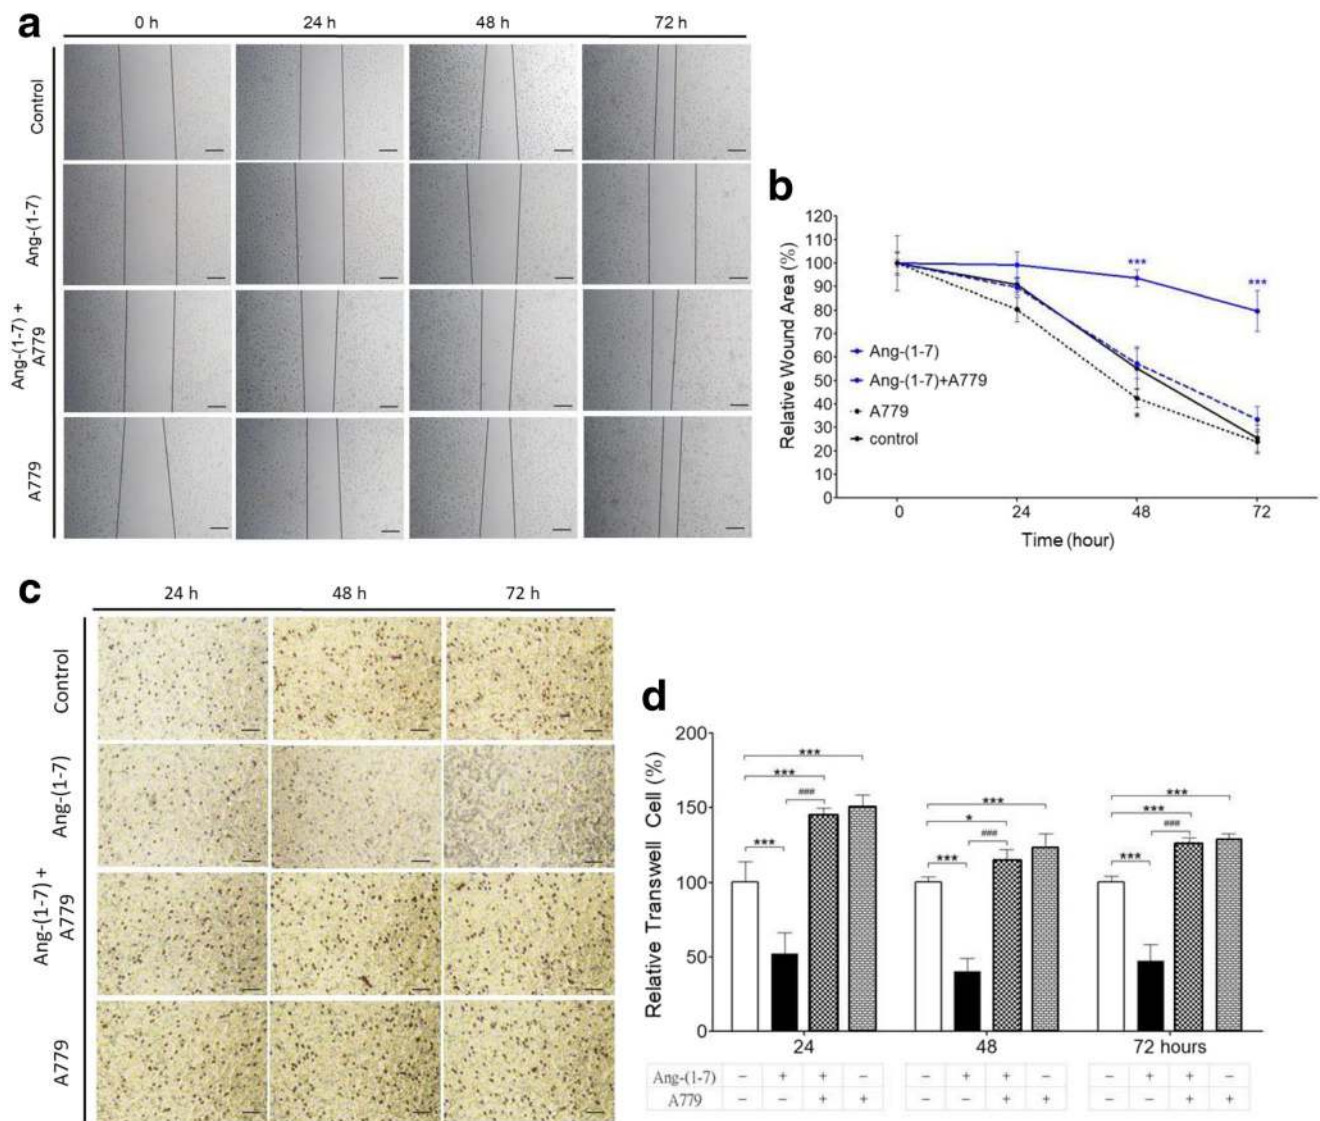 a
0 h 24 h 48 h 72 h
Control
Ang-(1-7)
Ang-(1-7) +
A779
A779
b
Relative Wound Area (%)
120
110
100
90
80
70
60
50
40
30
20
10
0
***
***
*
Ang-(1-7)
Ang-(1-7)+A779
A779
control
0 24 48 72
Time (hour)
c
24 h 48 h 72 h
Control
Ang-(1-7)
Ang-(1-7) +
A779
A779
d
Relative Transwell Cell (%)
200
150
100
50
0
***
***
###
***
***
*
###
***
***
***
###
***
24 48 72 hours
Ang-(1-7) − + + − − + + − − + + −
A779 − − + + − − + + − − + +